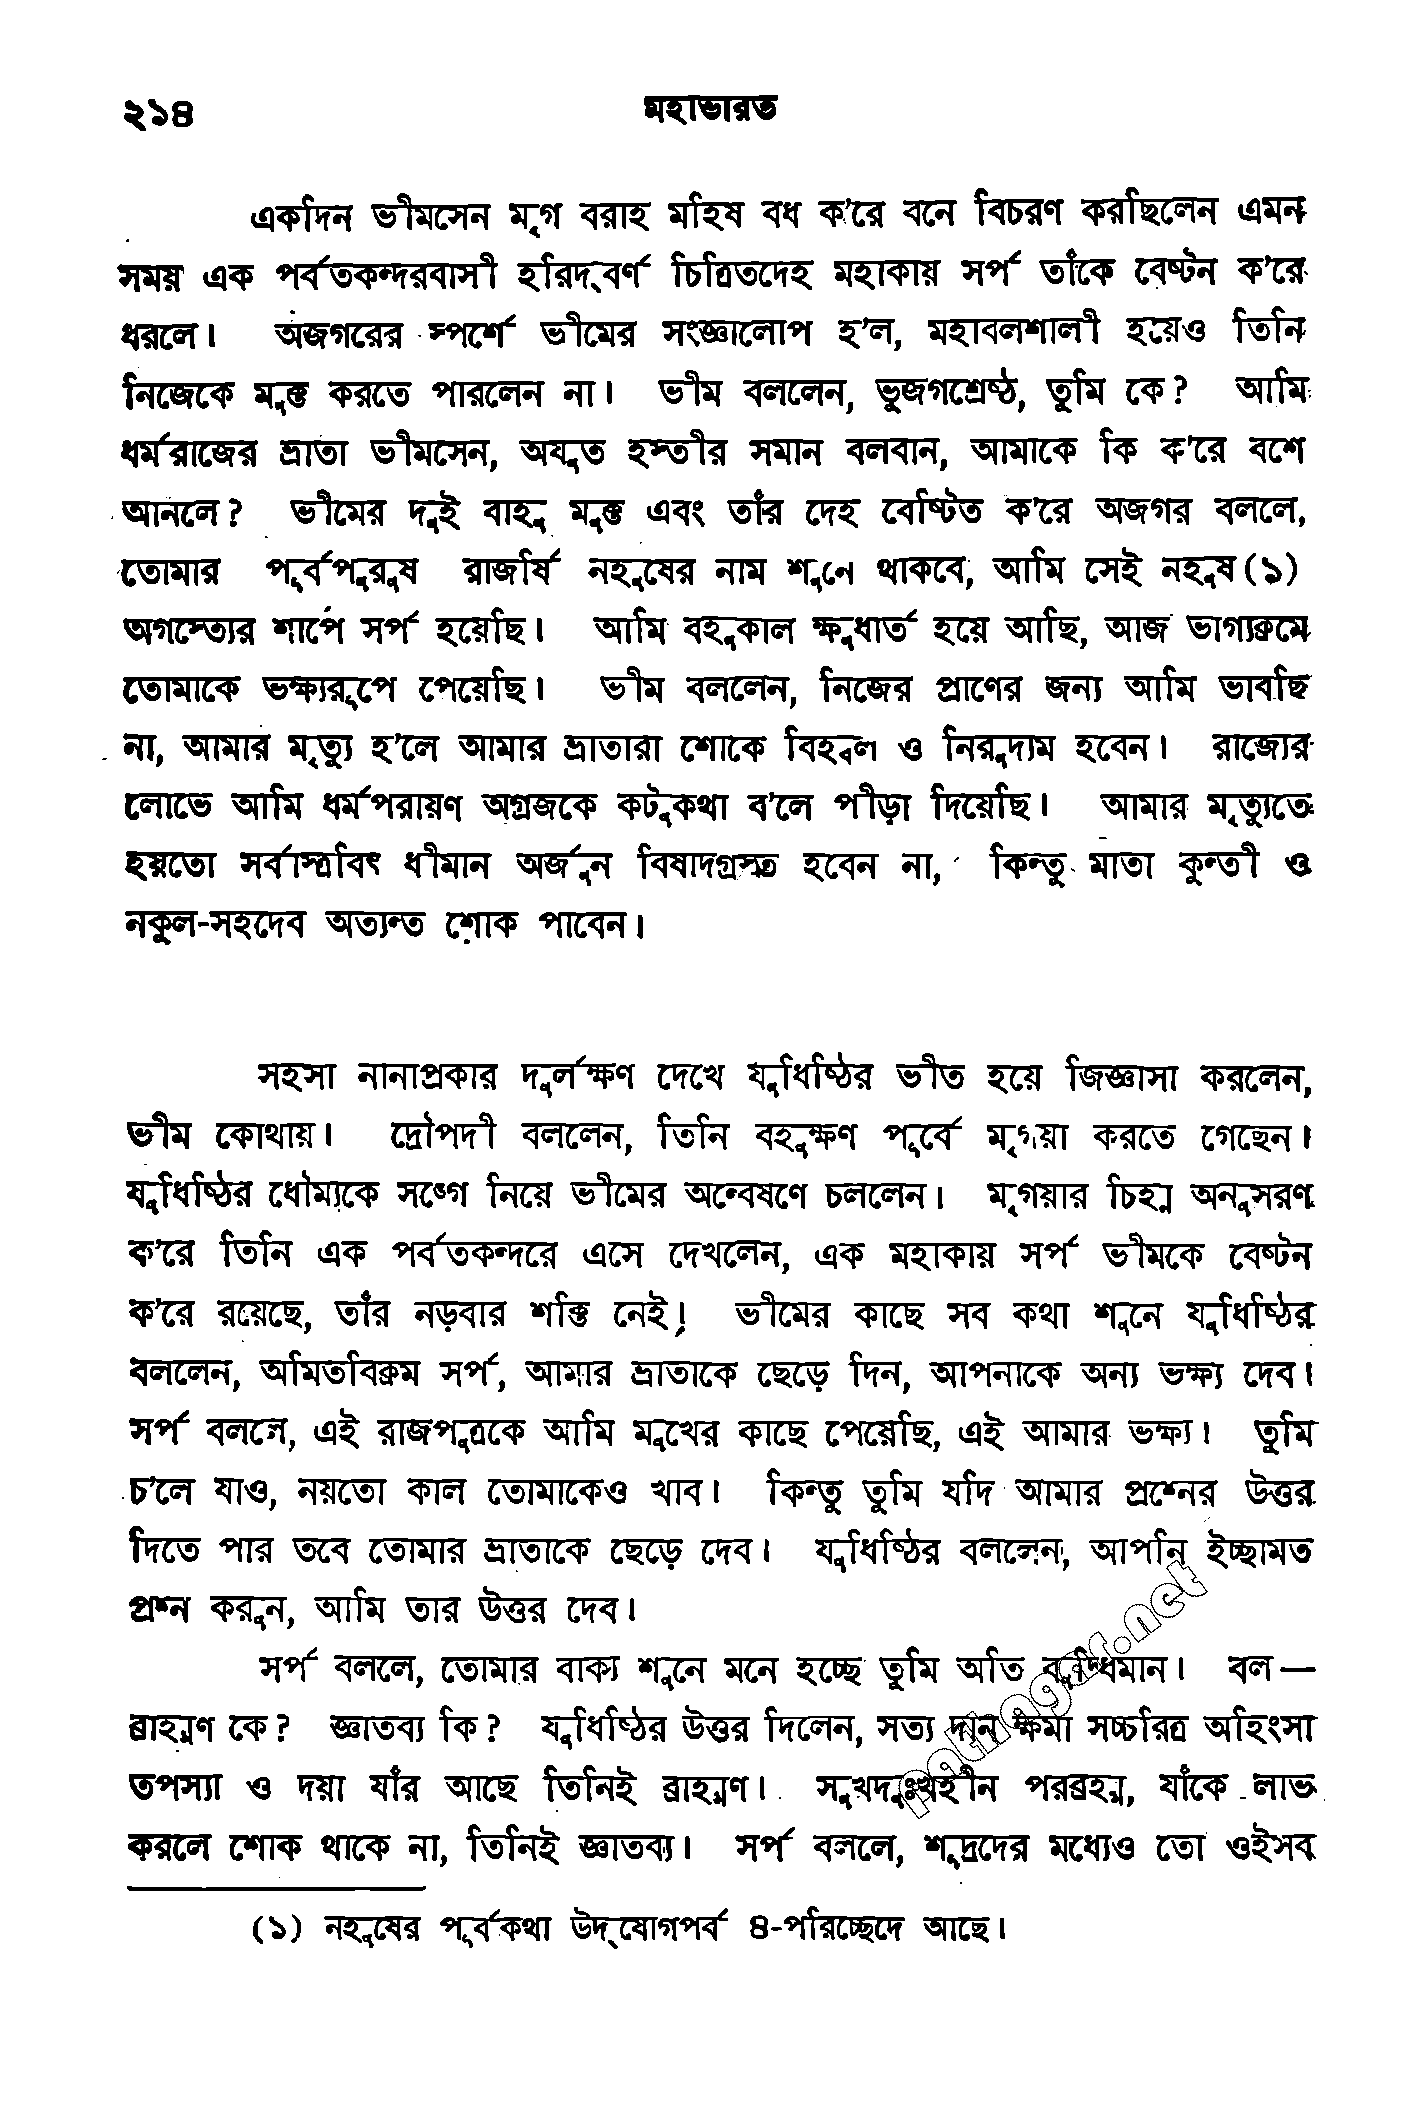 ২১৪
মহাভারত
একদিন ভীমসেন মৃগ বরাহ মহিষ বধ ক'রে বনে বিচরণ করছিলেন এমন
সময় এক পর্বতকন্দরবাসী হরিদ্‌বর্ণ চিত্রিতদেহ মহাকায় সর্প তাঁকে বেষ্টন ক'রে
ধরলে। অজগরের স্পর্শে ভীমের সংজ্ঞালোপ হ'ল, মহাবলশালী হয়েও তিনি
নিজেকে মুক্ত করতে পারলেন না। ভীম বললেন, ভুজগশ্রেষ্ঠ, তুমি কে? আমি
ধর্মরাজের ভ্রাতা ভীমসেন, অযুত হস্তীর সমান বলবান, আমাকে কি ক'রে বশে
আনলে? ভীমের দুই বাহু মুক্ত এবং তাঁর দেহ বেষ্টিত ক'রে অজগর বললে,
তোমার পূর্বপুরুষ রাজর্ষি নহুষের নাম শুনে থাকবে, আমি সেই নহুষ(১)
অগস্ত্যের শাপে সর্প হয়েছি। আমি বহুকাল ক্ষুধার্ত হয়ে আছি, আজ ভাগ্যক্রমে
তোমাকে ভক্ষ্যরূপে পেয়েছি। ভীম বললেন, নিজের প্রাণের জন্য আমি ভাবছি
না, আমার মৃত্যু হ'লে আমার ভ্রাতারা শোকে বিহ্বল ও নিরুদ্যম হবেন। রাজ্যের
লোভে আমি ধর্মপরায়ণ অগ্রজকে কটুকথা ব'লে পীড়া দিয়েছি। আমার মৃত্যুতে
হয়তো সর্বাস্ত্রবিৎ ধীমান অর্জুন বিষাদগ্রস্ত হবেন না, কিন্তু মাতা কুন্তী ও
নকুল-সহদেব অত্যন্ত শোক পাবেন।
সহসা নানাপ্রকার দুর্লক্ষণ দেখে যুধিষ্ঠির ভীত হয়ে জিজ্ঞাসা করলেন,
ভীম কোথায়। দ্রৌপদী বললেন, তিনি বহুক্ষণ পূর্বে মৃগয়া করতে গেছেন।
যুধিষ্ঠির ধৌম্যকে সঙ্গে নিয়ে ভীমের অন্বেষণে চললেন। মৃগয়ার চিহ্ন অনুসরণ
ক'রে তিনি এক পর্বতকন্দরে এসে দেখলেন, এক মহাকায় সর্প ভীমকে বেষ্টন
ক'রে রয়েছে, তাঁর নড়বার শক্তি নেই। ভীমের কাছে সব কথা শুনে যুধিষ্ঠির
বললেন, অমিতবিক্রম সর্প, আমার ভ্রাতাকে ছেড়ে দিন, আপনাকে অন্য ভক্ষ্য দেব।
সর্প বললে, এই রাজপুত্রকে আমি মুখের কাছে পেয়েছি, এই আমার ভক্ষ্য। তুমি
চ'লে যাও, নয়তো কাল তোমাকেও খাব। কিন্তু তুমি যদি আমার প্রশ্নের উত্তর
দিতে পার তবে তোমার ভ্রাতাকে ছেড়ে দেব। যুধিষ্ঠির বললেন, আপনি ইচ্ছামত
প্রশ্ন করুন, আমি তার উত্তর দেব।
সর্প বললে, তোমার বাক্য শুনে মনে হচ্ছে তুমি অতি বুদ্ধিমান। বল—
ব্রাহ্মণ কে? জ্ঞাতব্য কি? যুধিষ্ঠির উত্তর দিলেন, সত্য দান ক্ষমা সচ্চরিত্র অহিংসা
তপস্যা ও দয়া যাঁর আছে তিনিই ব্রাহ্মণ। সুখদুঃখহীন পরব্রহ্ম, যাঁকে লাভ
করলে শোক থাকে না, তিনিই জ্ঞাতব্য। সর্প বললে, শূদ্রদের মধ্যেও তো ওইসব
(১) নহুষের পূর্বকথা উদ্‌যোগপর্ব ৪-পরিচ্ছেদে আছে।
pathagar.net